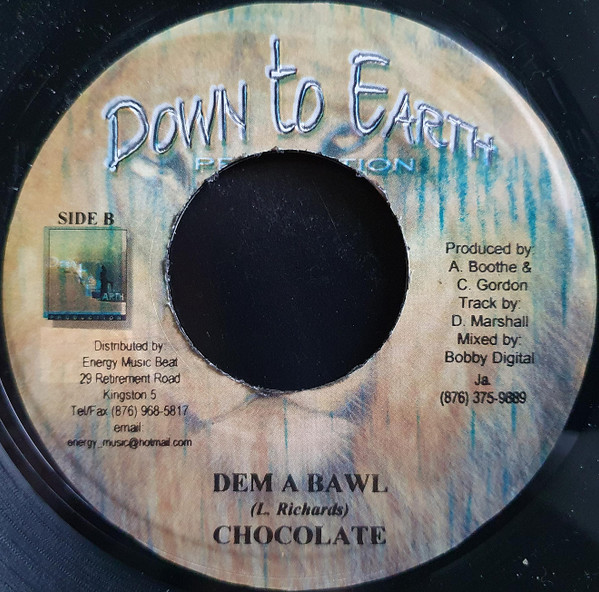 DOWN to EARTH
SIDE B
EARTH
Distributed by:
Energy Music Beat
29 Retirement Road
Kingston 5
Tel/Fax (876) 968-5817
email:
energy_music@hotmail.com
Produced by:
A. Boothe &
C. Gordon
Track by:
D. Marshall
Mixed by:
Bobby Digital
Ja.
(876) 375-9889
DEM A BAWL
(L. Richards)
CHOCOLATE